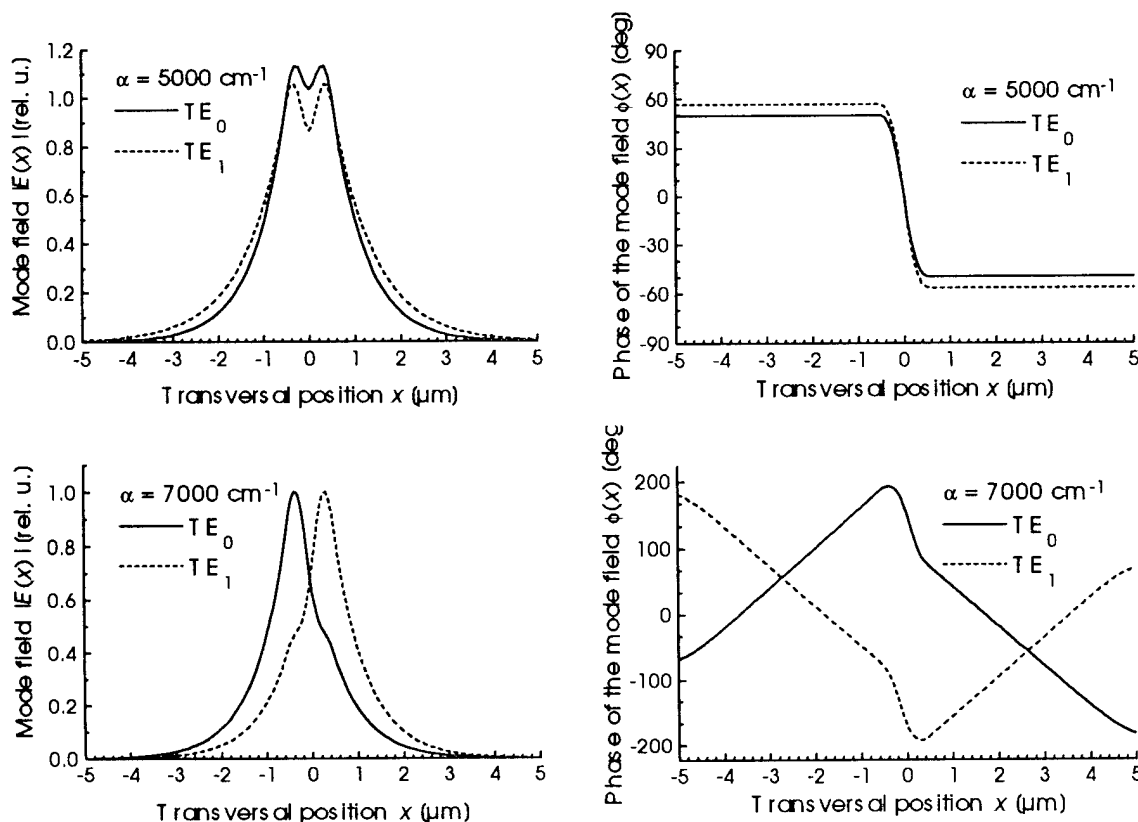 Mode field |E(x)| (rel. u.)
1.2
1.0
0.8
0.6
0.4
0.2
0.0
α = 5000 cm-1
TE0
TE1
-5 -4 -3 -2 -1 0 1 2 3 4 5
Transversal position x (µm)
Phase of the mode field ϕ(x) (deg)
90
60
30
0
-30
-60
-90
α = 5000 cm-1
TE0
TE1
-5 -4 -3 -2 -1 0 1 2 3 4 5
Transversal position x (µm)
Mode field |E(x)| (rel. u.)
1.0
0.8
0.6
0.4
0.2
0.0
α = 7000 cm-1
TE0
TE1
-5 -4 -3 -2 -1 0 1 2 3 4 5
Transversal position x (µm)
Phase of the mode field ϕ(x) (deg
200
100
0
-100
-200
α = 7000 cm-1
TE0
TE1
-5 -4 -3 -2 -1 0 1 2 3 4 5
Transversal position x (µm)